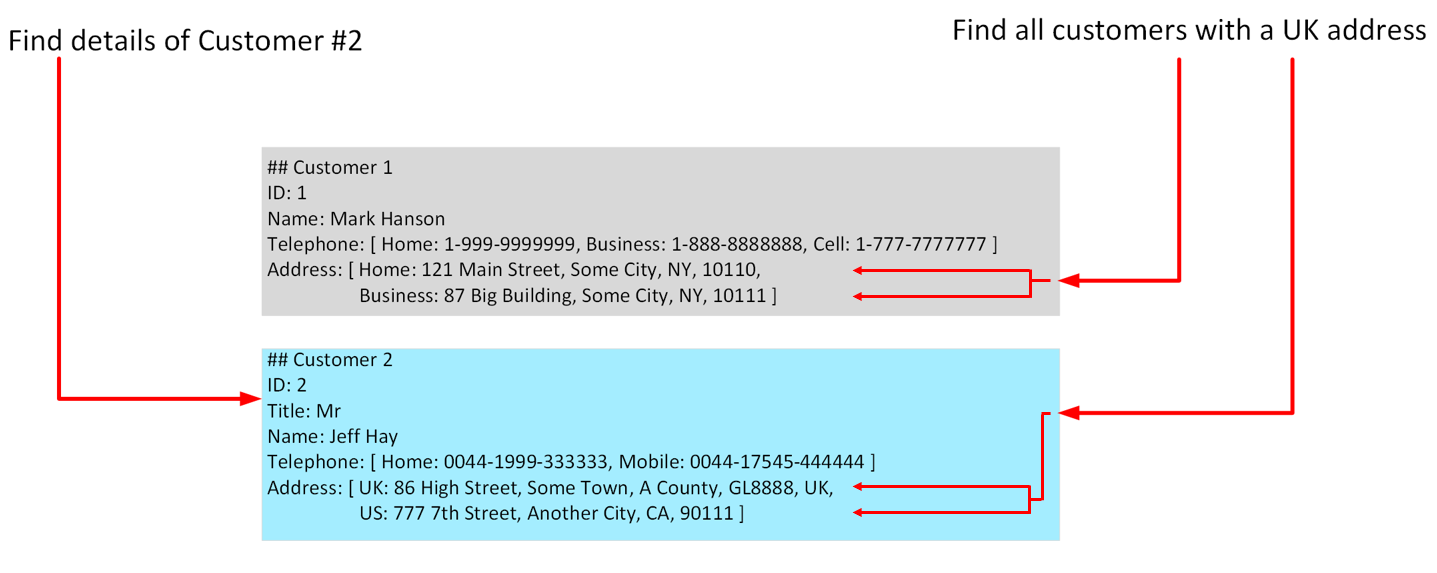 Find details of Customer #2
Find all customers with a UK address
## Customer 1
ID: 1
Name: Mark Hanson
Telephone: [ Home: 1-999-9999999, Business: 1-888-8888888, Cell: 1-777-7777777 ]
Address: [ Home: 121 Main Street, Some City, NY, 10110,
Business: 87 Big Building, Some City, NY, 10111 ]
## Customer 2
ID: 2
Title: Mr
Name: Jeff Hay
Telephone: [ Home: 0044-1999-333333, Mobile: 0044-17545-444444 ]
Address: [ UK: 86 High Street, Some Town, A County, GL8888, UK,
US: 777 7th Street, Another City, CA, 90111 ]